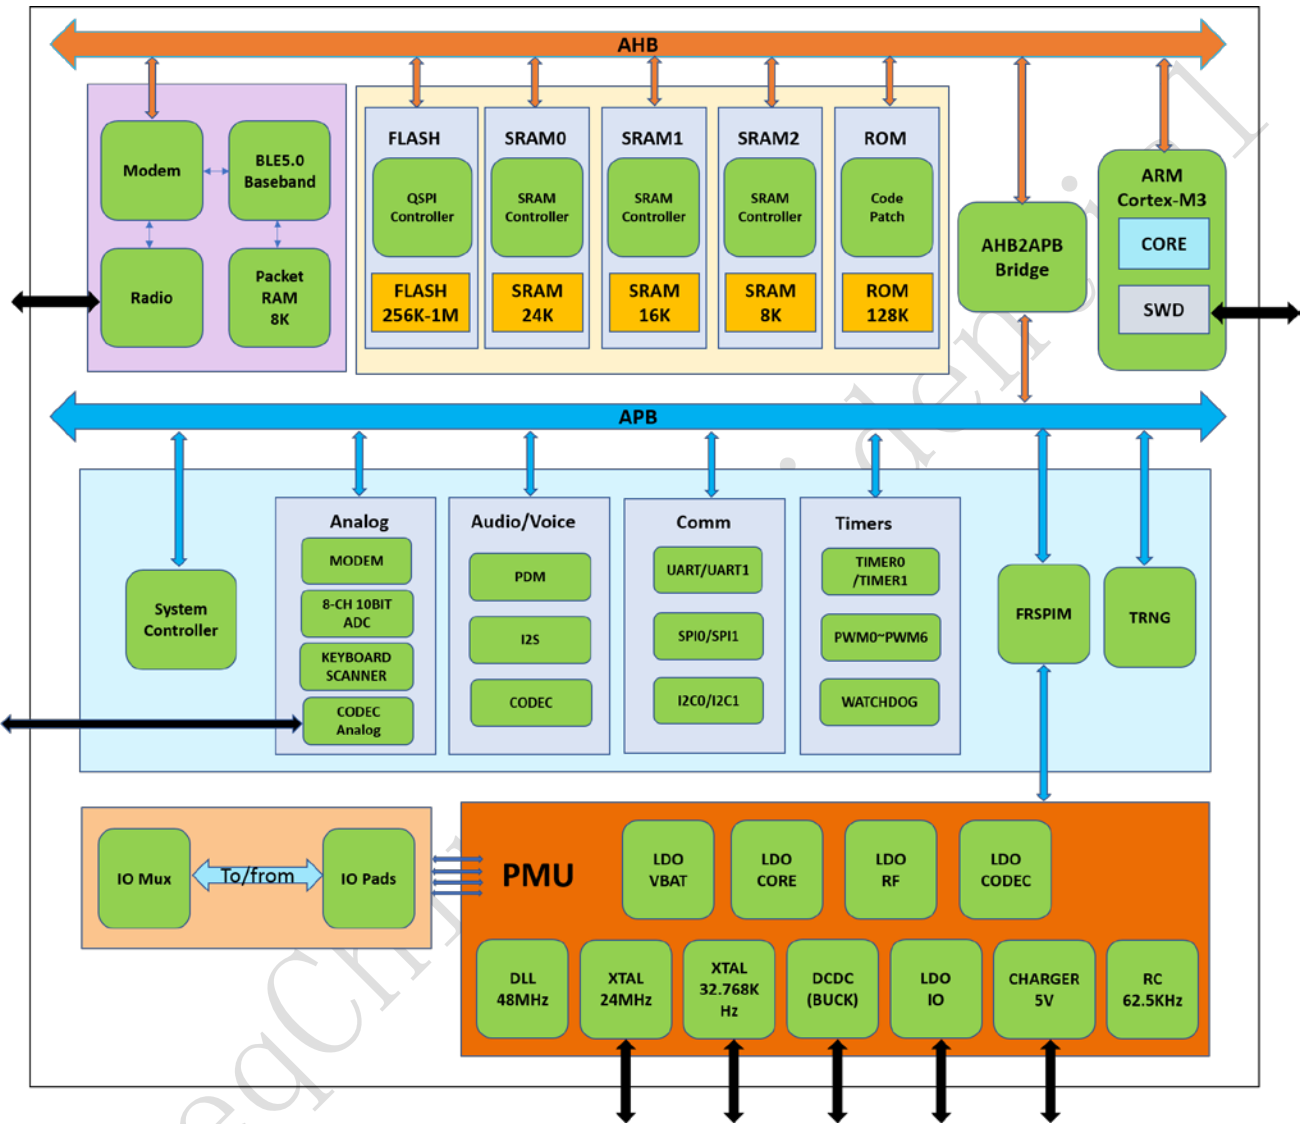 AHB
Modem
BLE5.0
Baseband
Radio
Packet
RAM
8K
FLASH
QSPI
Controller
FLASH
256K-1M
SRAM0
SRAM
Controller
SRAM
24K
SRAM1
SRAM
Controller
SRAM
16K
SRAM2
SRAM
Controller
SRAM
8K
ROM
Code
Patch
ROM
128K
AHB2APB
Bridge
ARM
Cortex-M3
CORE
SWD
APB
System
Controller
Analog
MODEM
8-CH 10BIT
ADC
KEYBOARD
SCANNER
CODEC
Analog
Audio/Voice
PDM
I2S
CODEC
Comm
UART/UART1
SPI0/SPI1
I2C0/I2C1
Timers
TIMER0
/TIMER1
PWM0~PWM6
WATCHDOG
FRSPIM
TRNG
IO Mux
To/from
IO Pads
PMU
LDO
VBAT
LDO
CORE
LDO
RF
LDO
CODEC
DLL
48MHz
XTAL
24MHz
XTAL
32.768K
Hz
DCDC
(BUCK)
LDO
IO
CHARGER
5V
RC
62.5KHz